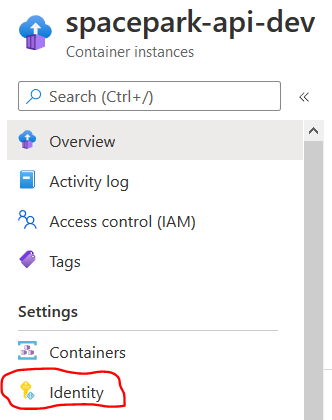 spacepark-api-dev
Container instances
Search (Ctrl+/)
«
Overview
Activity log
Access control (IAM)
Tags
Settings
Containers
Identity